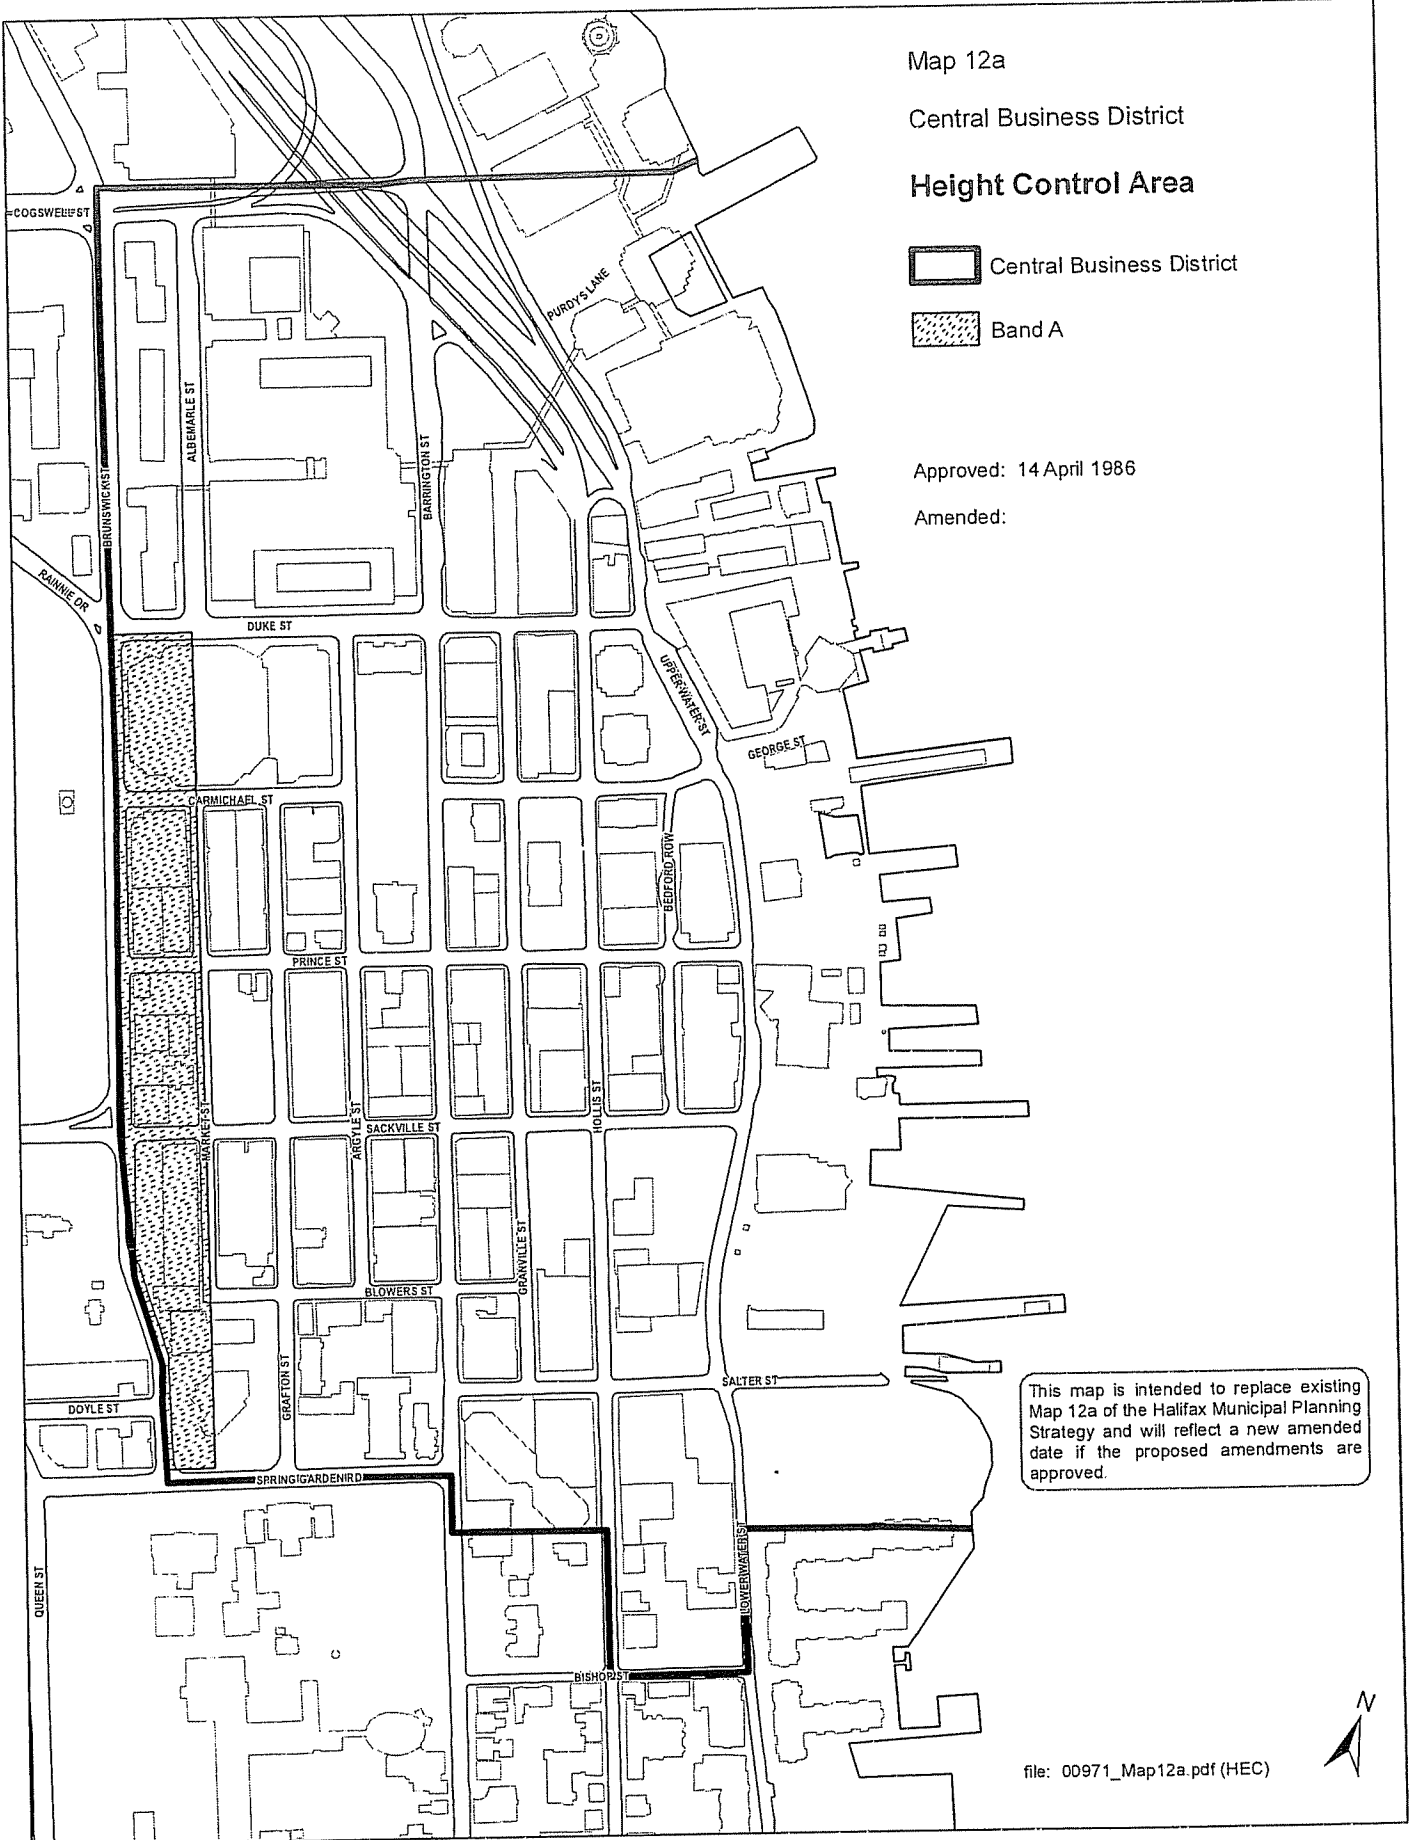 Map 12a
Central Business District
Height Control Area
Central Business District
Band A
Approved: 14 April 1986
Amended:
COGSWELL ST
PURDY'S LANE
ALBEMARLE ST
BARRINGTON ST
BRUNSWICK ST
RAINNIE DR
DUKE ST
UPPER WATER ST
GEORGE ST
CARMICHAEL ST
BEDFORD ROW
PRINCE ST
HOLLIS ST
MARKET ST
ARGYLE ST
SACKVILLE ST
GRANVILLE ST
BLOWERS ST
GRAFTON ST
SALTER ST
DOYLE ST
This map is intended to replace existing
Map 12a of the Halifax Municipal Planning
Strategy and will reflect a new amended
date if the proposed amendments are
approved.
SPRING GARDEN RD
LOWER WATER ST
QUEEN ST
BISHOP ST
N
file: 00971_Map12a.pdf (HEC)